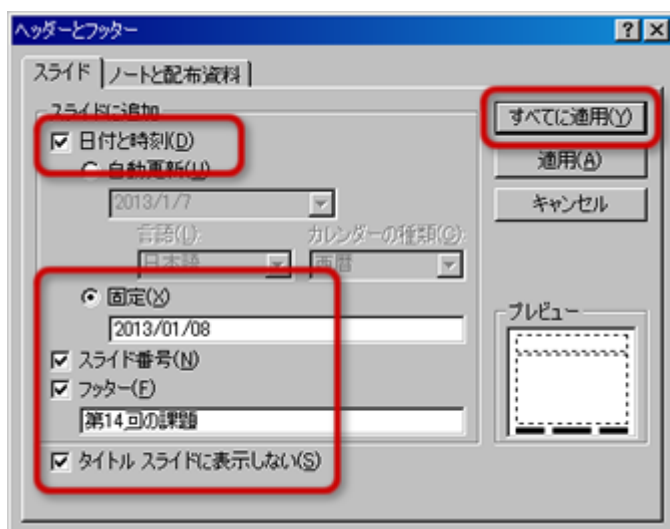 ヘッダーとフッター
スライド
ノートと配布資料
スライドに追加
日付と時刻(D)
自動更新(U)
2013/1/7
言語(L):
カレンダーの種類(C):
日本語
西暦
固定(X)
2013/01/08
スライド番号(N)
フッター(F)
第14回の課題
タイトル スライドに表示しない(S)
すべてに適用(Y)
適用(A)
キャンセル
プレビュー